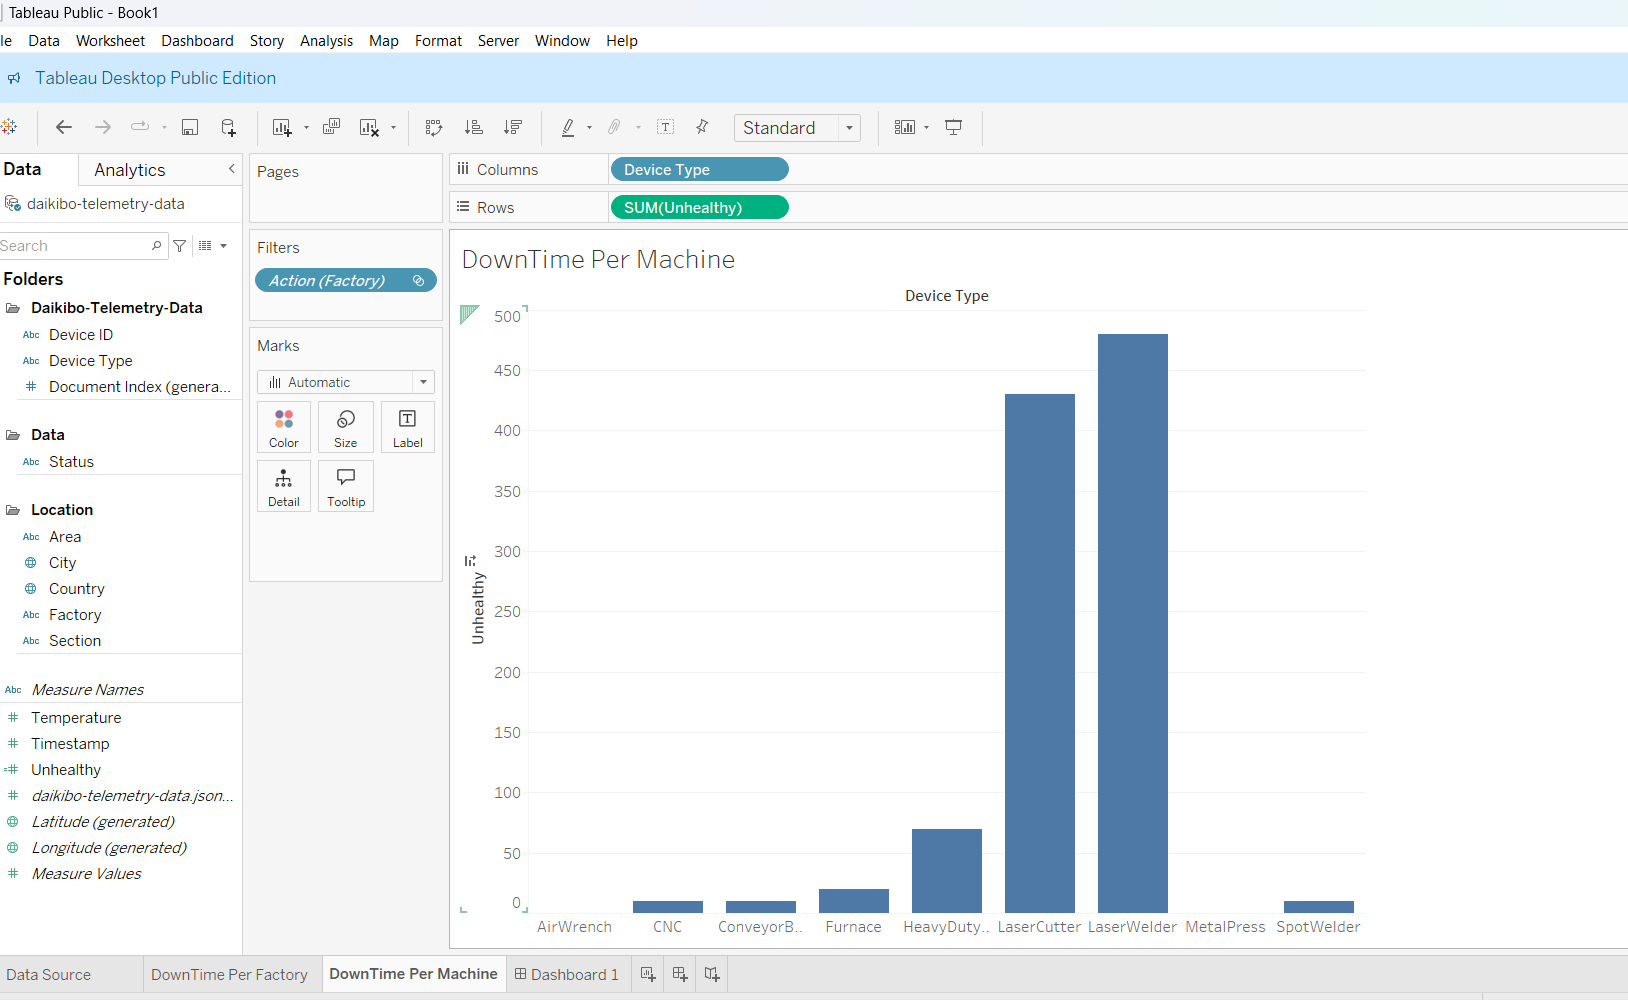 Tableau Public - Book1
le Data Worksheet Dashboard Story Analysis Map Format Server Window Help
Tableau Desktop Public Edition
Standard
Data
Analytics
daikibo-telemetry-data
Search
Folders
Daikibo-Telemetry-Data
Abc Device ID
Abc Device Type
# Document Index (genera...
Data
Abc Status
Location
Abc Area
City
Country
Abc Factory
Abc Section
Abc Measure Names
# Temperature
# Timestamp
=# Unhealthy
# daikibo-telemetry-data.json...
Latitude (generated)
Longitude (generated)
# Measure Values
Pages
Filters
Action (Factory)
Marks
Automatic
Color Size Label
Detail Tooltip
Columns Device Type
Rows SUM(Unhealthy)
DownTime Per Machine
Device Type
500
450
400
350
300
250
200
150
100
50
0
Unhealthy
AirWrench CNC ConveyorB.. Furnace HeavyDuty.. LaserCutter LaserWelder MetalPress SpotWelder
Data Source DownTime Per Factory DownTime Per Machine Dashboard 1